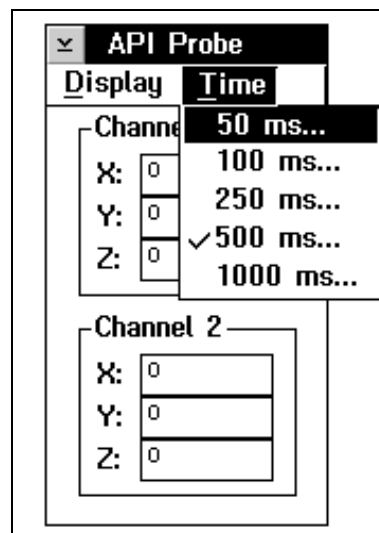 API Probe
Display Time
Channe
50 ms...
X: 0
100 ms...
Y: 0
250 ms...
Z: 0
✓500 ms...
1000 ms...
Channel 2
X: 0
Y: 0
Z: 0